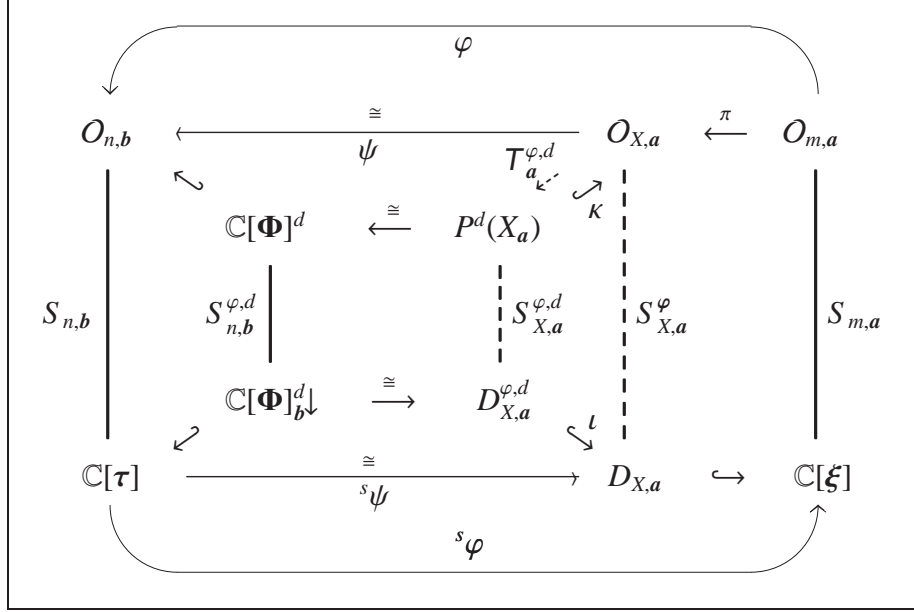 φ
≅
𝒪_{n,𝒃} ψ 𝒪_{X,𝒂} π 𝒪_{m,𝒂}
T_𝒂^{φ,d}
κ
ℂ[𝚽]^d ≅ P^d(X_𝒂)
S_{n,𝒃} S_{n,𝒃}^{φ,d} S_{X,𝒂}^{φ,d} S_{X,𝒂}^{𝝋} S_{m,𝒂}
ℂ[𝚽]_𝒃^d↓ ≅ D_{X,𝒂}^{φ,d} ι
ℂ[𝝉] ≅ D_{X,𝒂} ℂ[𝝃]
^sψ
^sφ